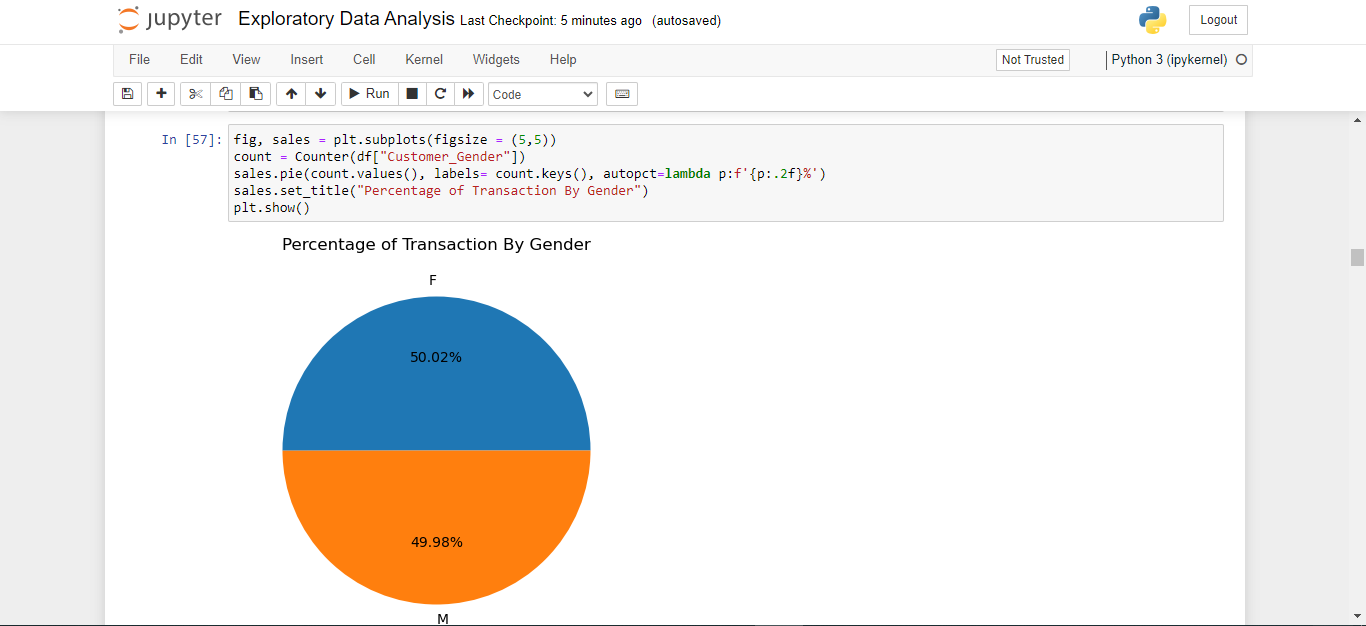 jupyter Exploratory Data Analysis Last Checkpoint: 5 minutes ago (autosaved) Logout
File Edit View Insert Cell Kernel Widgets Help Not Trusted Python 3 (ipykernel)
Run Code
In [57]: fig, sales = plt.subplots(figsize = (5,5))
count = Counter(df["Customer_Gender"])
sales.pie(count.values(), labels= count.keys(), autopct=lambda p:f'{p:.2f}%')
sales.set_title("Percentage of Transaction By Gender")
plt.show()
Percentage of Transaction By Gender
F
50.02%
49.98%
M